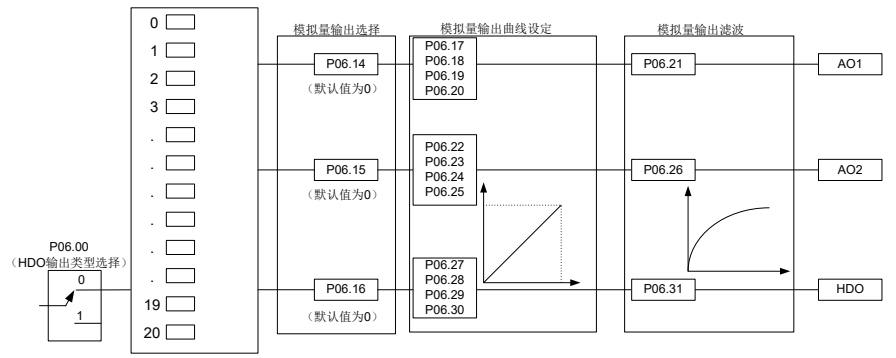 0
1
2
3
.
.
.
.
.
.
19
20
P06.00
（HDO输出类型选择）
0
1
模拟量输出选择
P06.14
（默认值为0）
P06.15
（默认值为0）
P06.16
（默认值为0）
模拟量输出曲线设定
P06.17
P06.18
P06.19
P06.20
P06.22
P06.23
P06.24
P06.25
P06.27
P06.28
P06.29
P06.30
模拟量输出滤波
P06.21
P06.26
P06.31
AO1
AO2
HDO